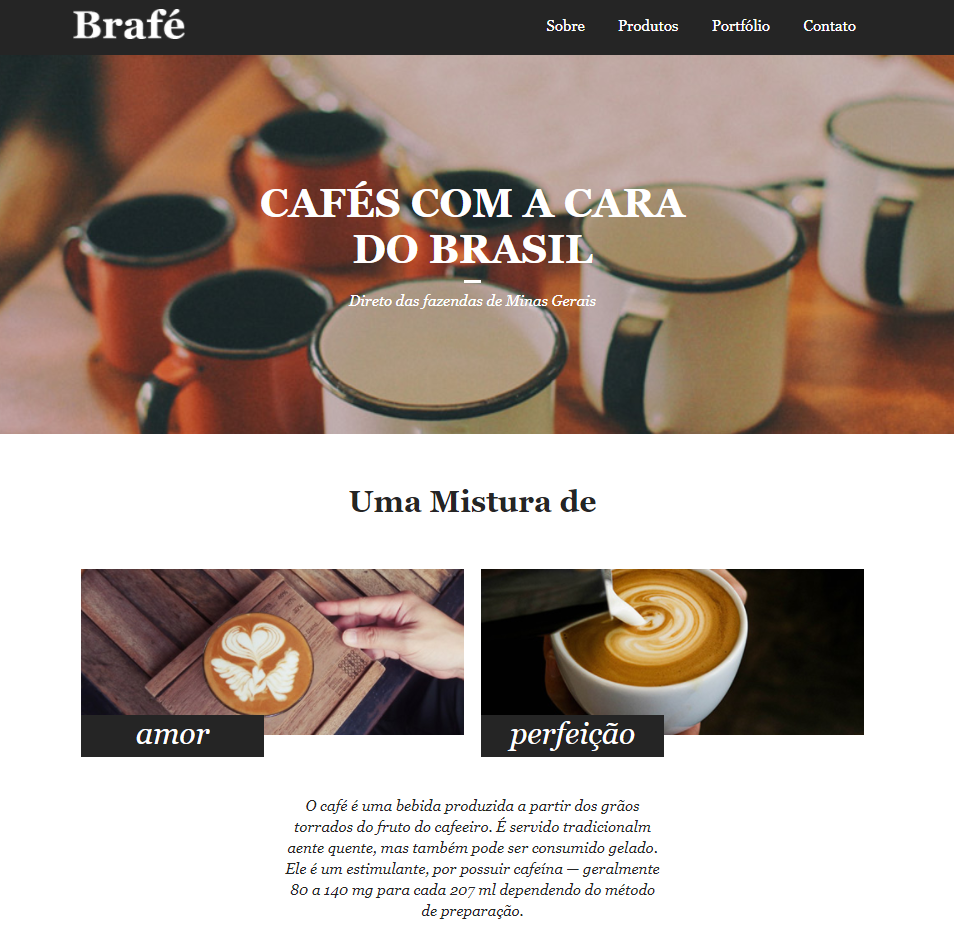 Brafé
Sobre Produtos Portfólio Contato
CAFÉS COM A CARA
DO BRASIL
Direto das fazendas de Minas Gerais
Uma Mistura de
amor
perfeição
O café é uma bebida produzida a partir dos grãos
torrados do fruto do cafeeiro. É servido tradicionalm
aente quente, mas também pode ser consumido gelado.
Ele é um estimulante, por possuir cafeína — geralmente
80 a 140 mg para cada 207 ml dependendo do método
de preparação.